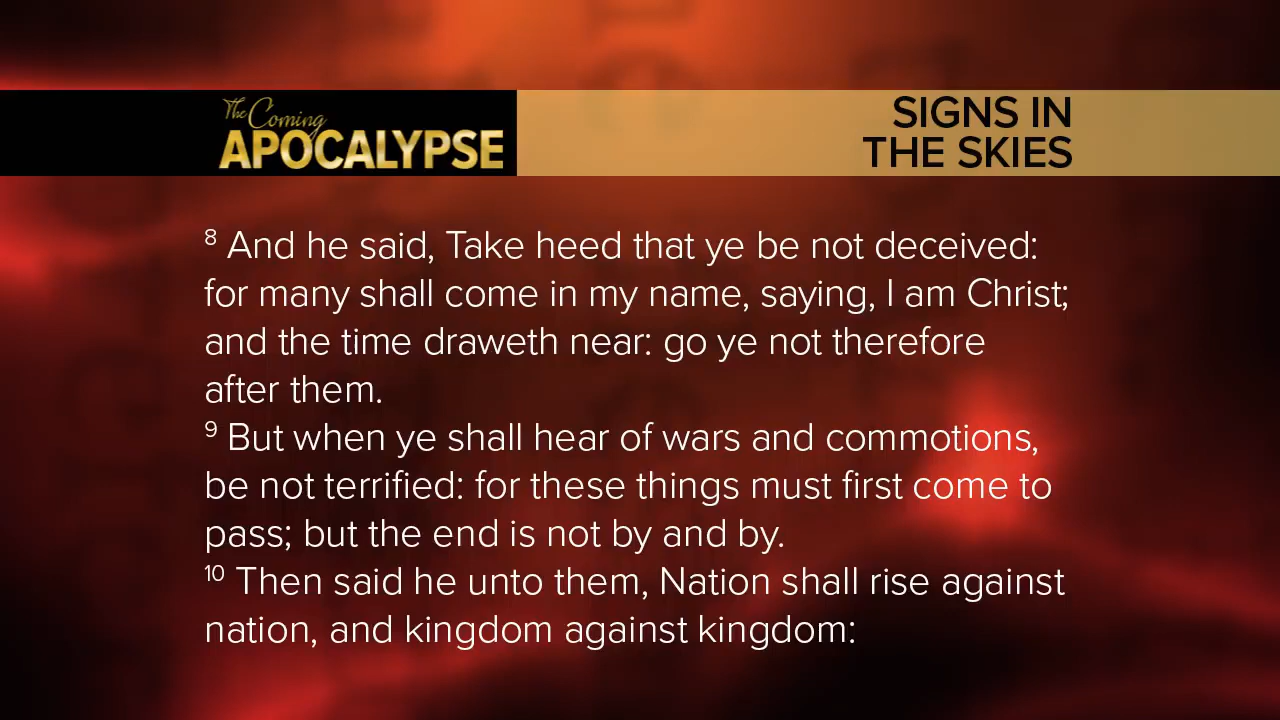 The Coming
APOCALYPSE
SIGNS IN
THE SKIES
8 And he said, Take heed that ye be not deceived:
for many shall come in my name, saying, I am Christ;
and the time draweth near: go ye not therefore
after them.
9 But when ye shall hear of wars and commotions,
be not terrified: for these things must first come to
pass; but the end is not by and by.
10 Then said he unto them, Nation shall rise against
nation, and kingdom against kingdom: